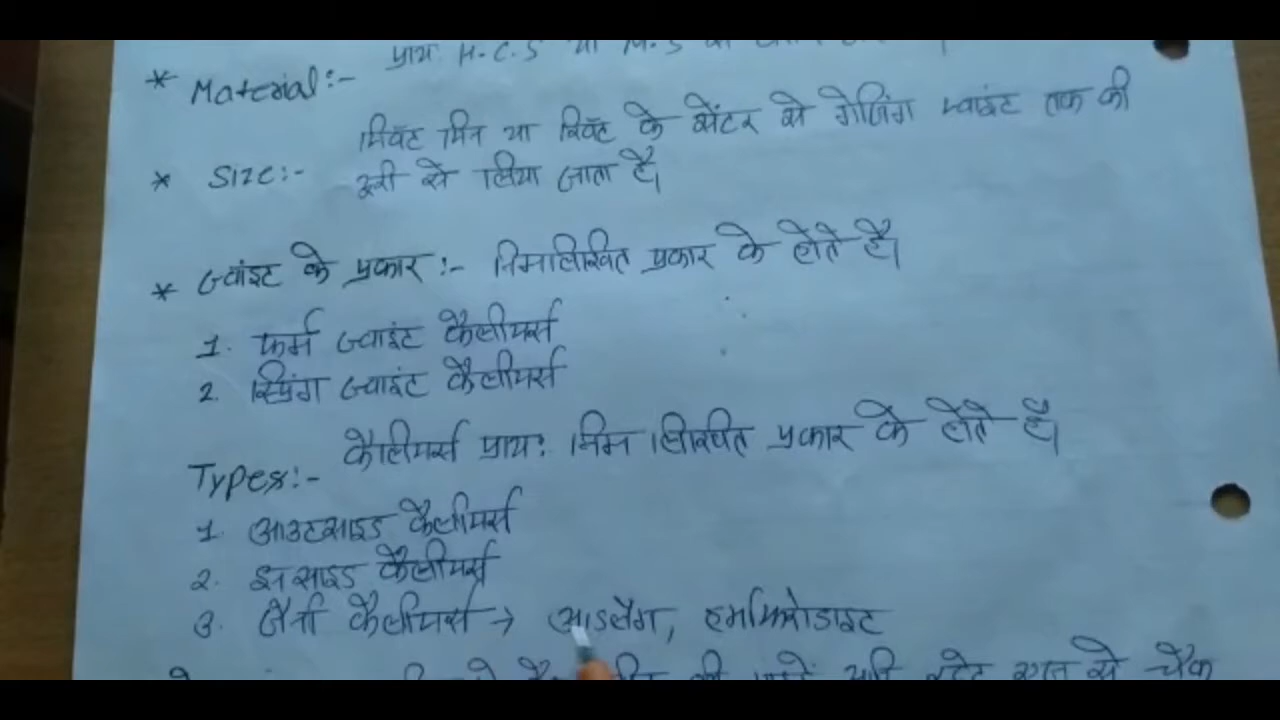 प्रायः H.C.S या M.S
* Material:-
पिवॅट पिन या रिवॅट के सेंटर से गेजिंग प्वाइंट तक की
* Size:- दूरी से लिया जाता है।
* ज्वांइट के प्रकार :- निम्नलिखित प्रकार के होते है।
1. फर्म ज्वाइंट कैलीपर्स
2. स्प्रिंग ज्वाइंट कैलीपर्स
कैलीपर्स प्रायः निम्न लिखित प्रकार के होते है।
Types:-
1. आउटसाइड कैलीपर्स
2. इनसाइड कैलीपर्स
3. जैनी कैलीपर्स → आडलैग, हर्माफ्रोडाइट